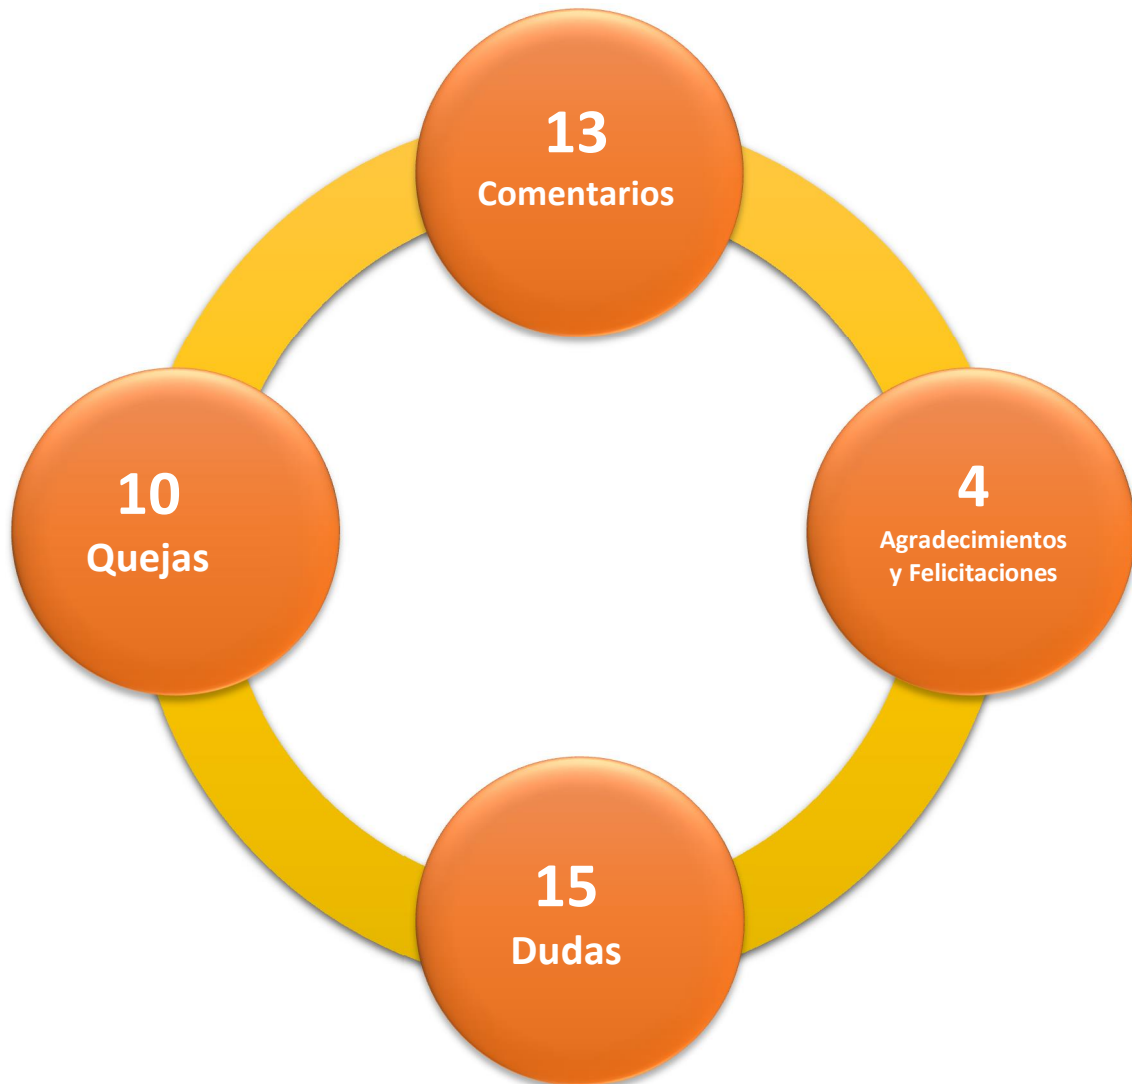 13
Comentarios
10
Quejas
4
Agradecimientos
y Felicitaciones
15
Dudas